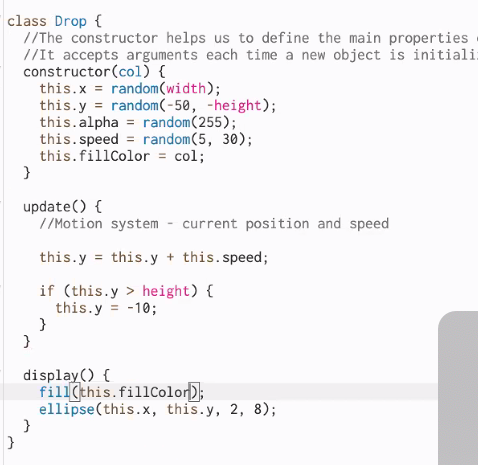 class Drop {
//The constructor helps us to define the main properties
//It accepts arguments each time a new object is
constructor(col) {
this.x = random(width);
this.y = random(-50, -height);
this.alpha = random(255);
this.speed = random(5, 30);
this.fillColor = col;
}
update() {
//Motion system - current position and speed
this.y = this.y + this.speed;
if (this.y > height) {
this.y = -10;
}
}
display() {
fill(this.fillColor);
ellipse(this.x, this.y, 2, 8);
}
}